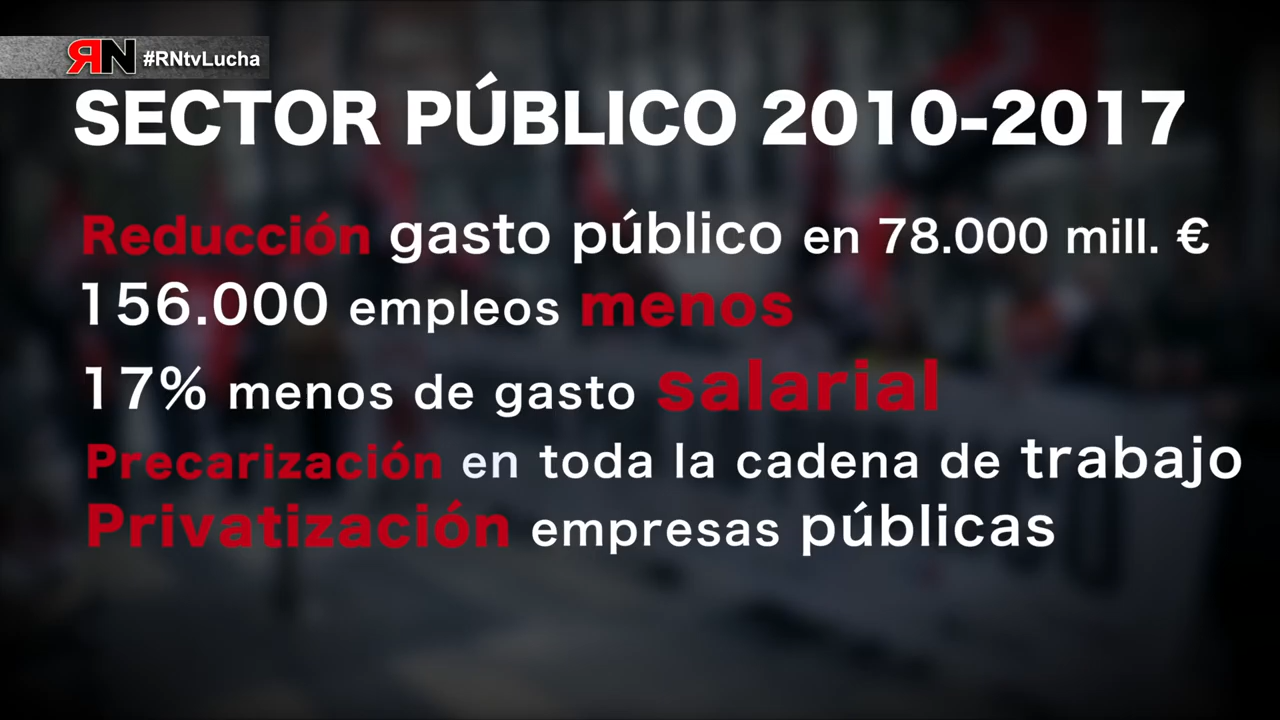 RN #RNtvLucha
SECTOR PÚBLICO 2010-2017
Reducción gasto público en 78.000 mill. €
156.000 empleos menos
17% menos de gasto salarial
Precarización en toda la cadena de trabajo
Privatización empresas públicas